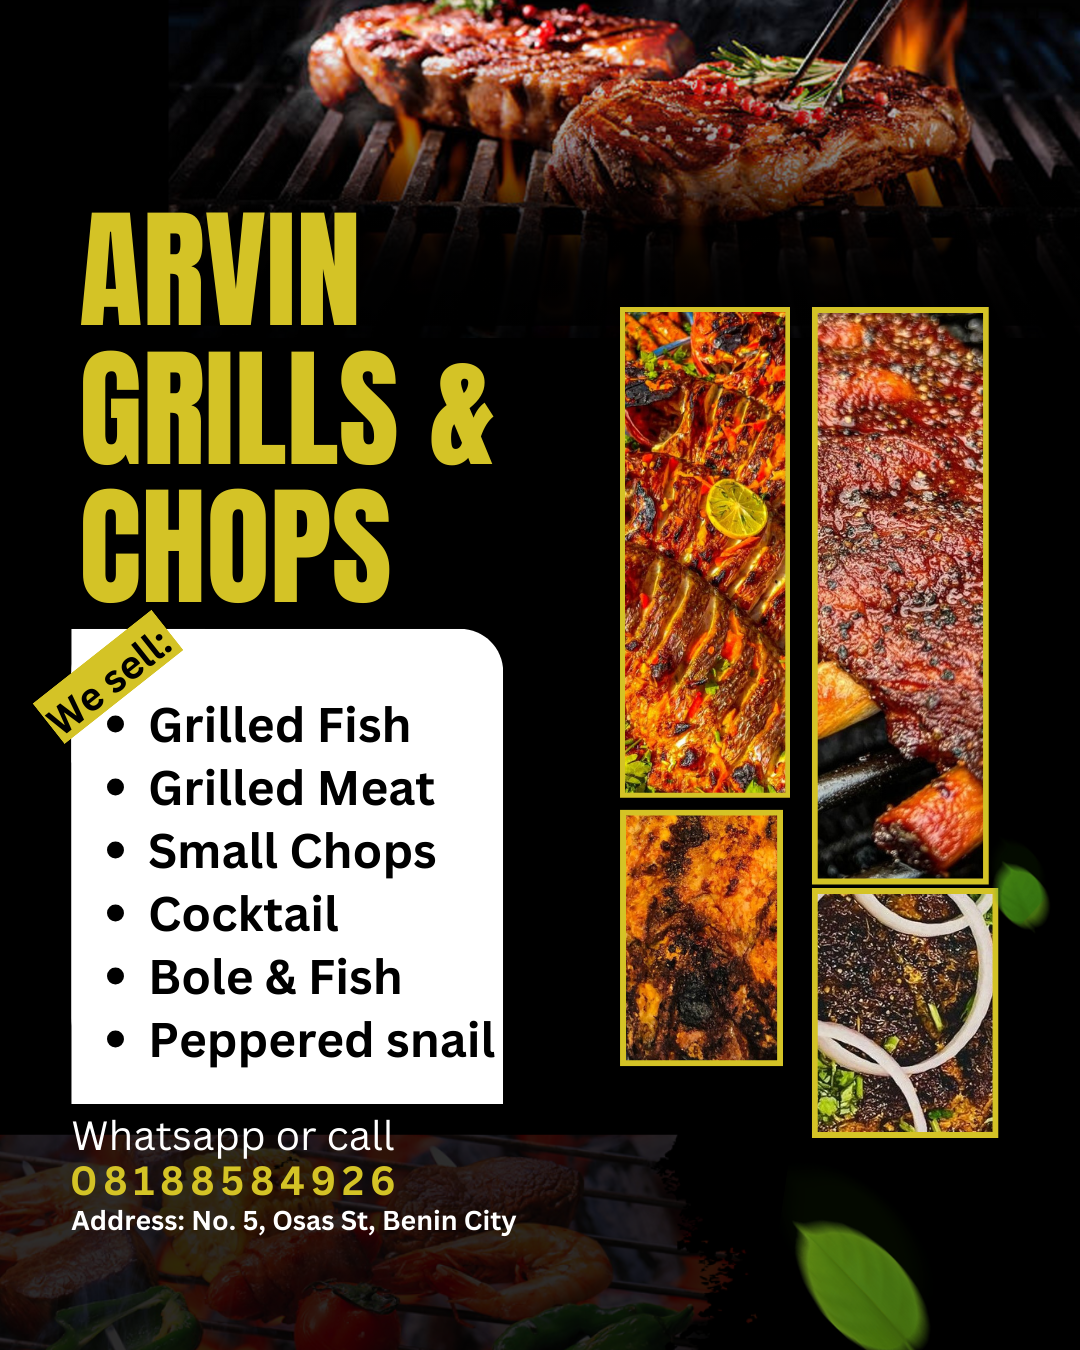 ARVIN
GRILLS &
CHOPS
We sell:
• Grilled Fish
• Grilled Meat
• Small Chops
• Cocktail
• Bole & Fish
• Peppered snail
Whatsapp or call
08188584926
Address: No. 5, Osas St, Benin City